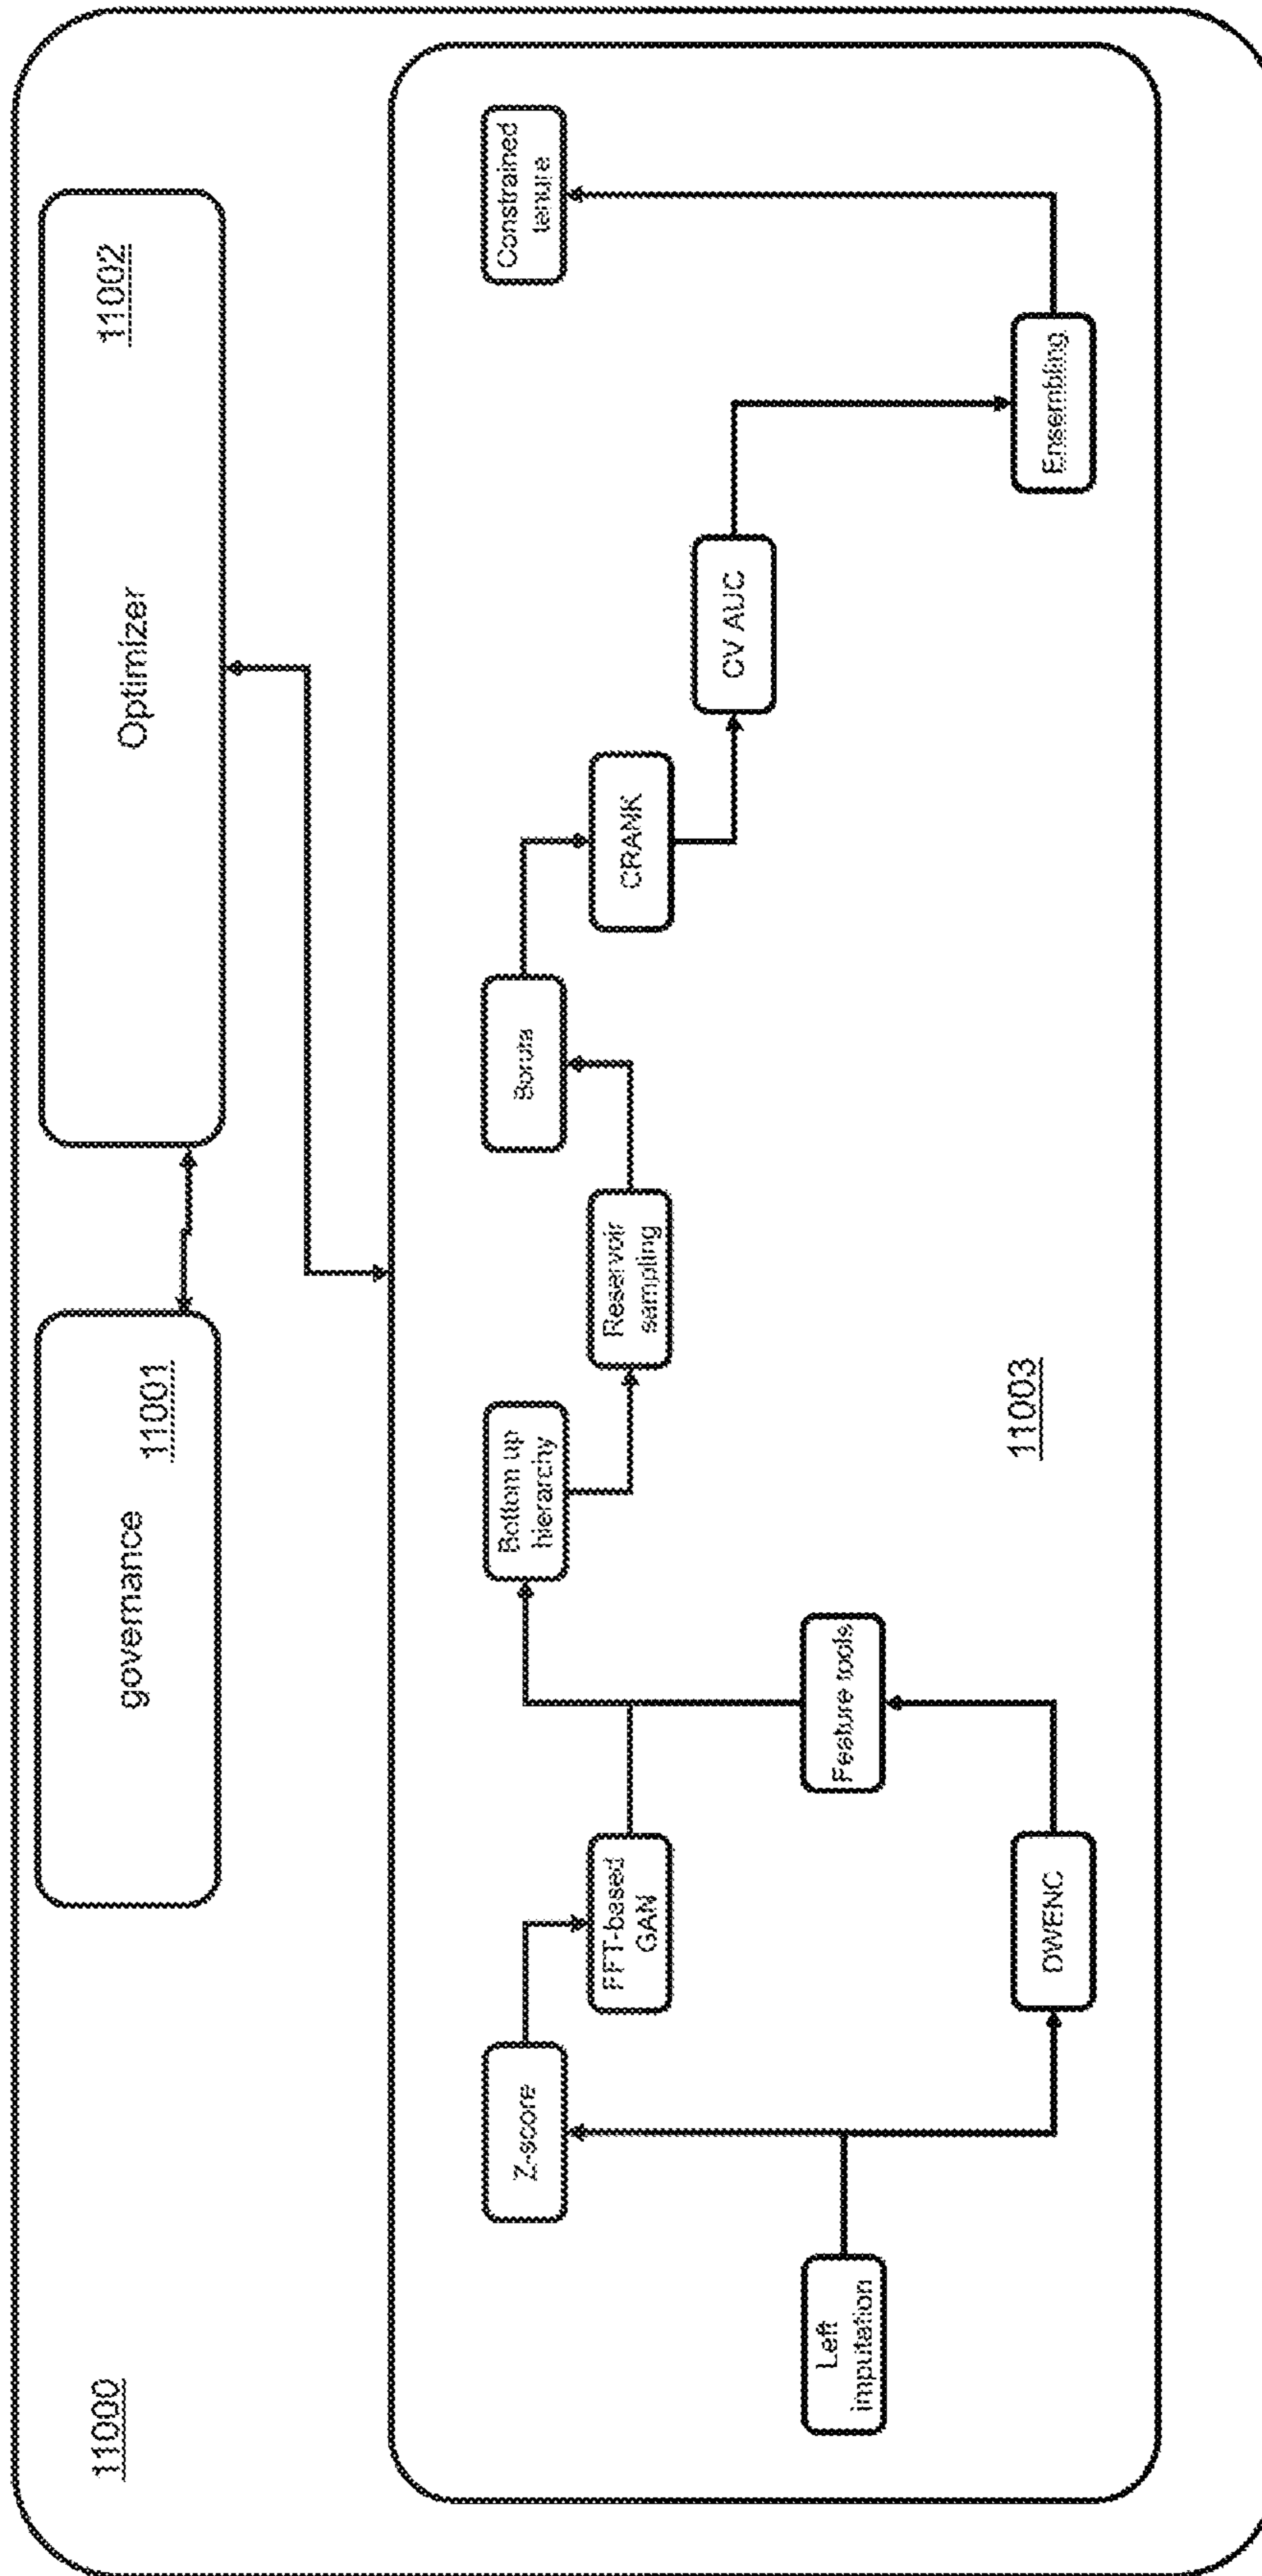 11000
governance
11001
Optimizer
11002
Left
imputation
Z-score
DWENC
FFT-based
GAN
Feature tools
Bottom up
hierarchy
Reservoir
sampling
Boruta
CRANK
CV AUC
Ensembling
Constrained
tenure
11003